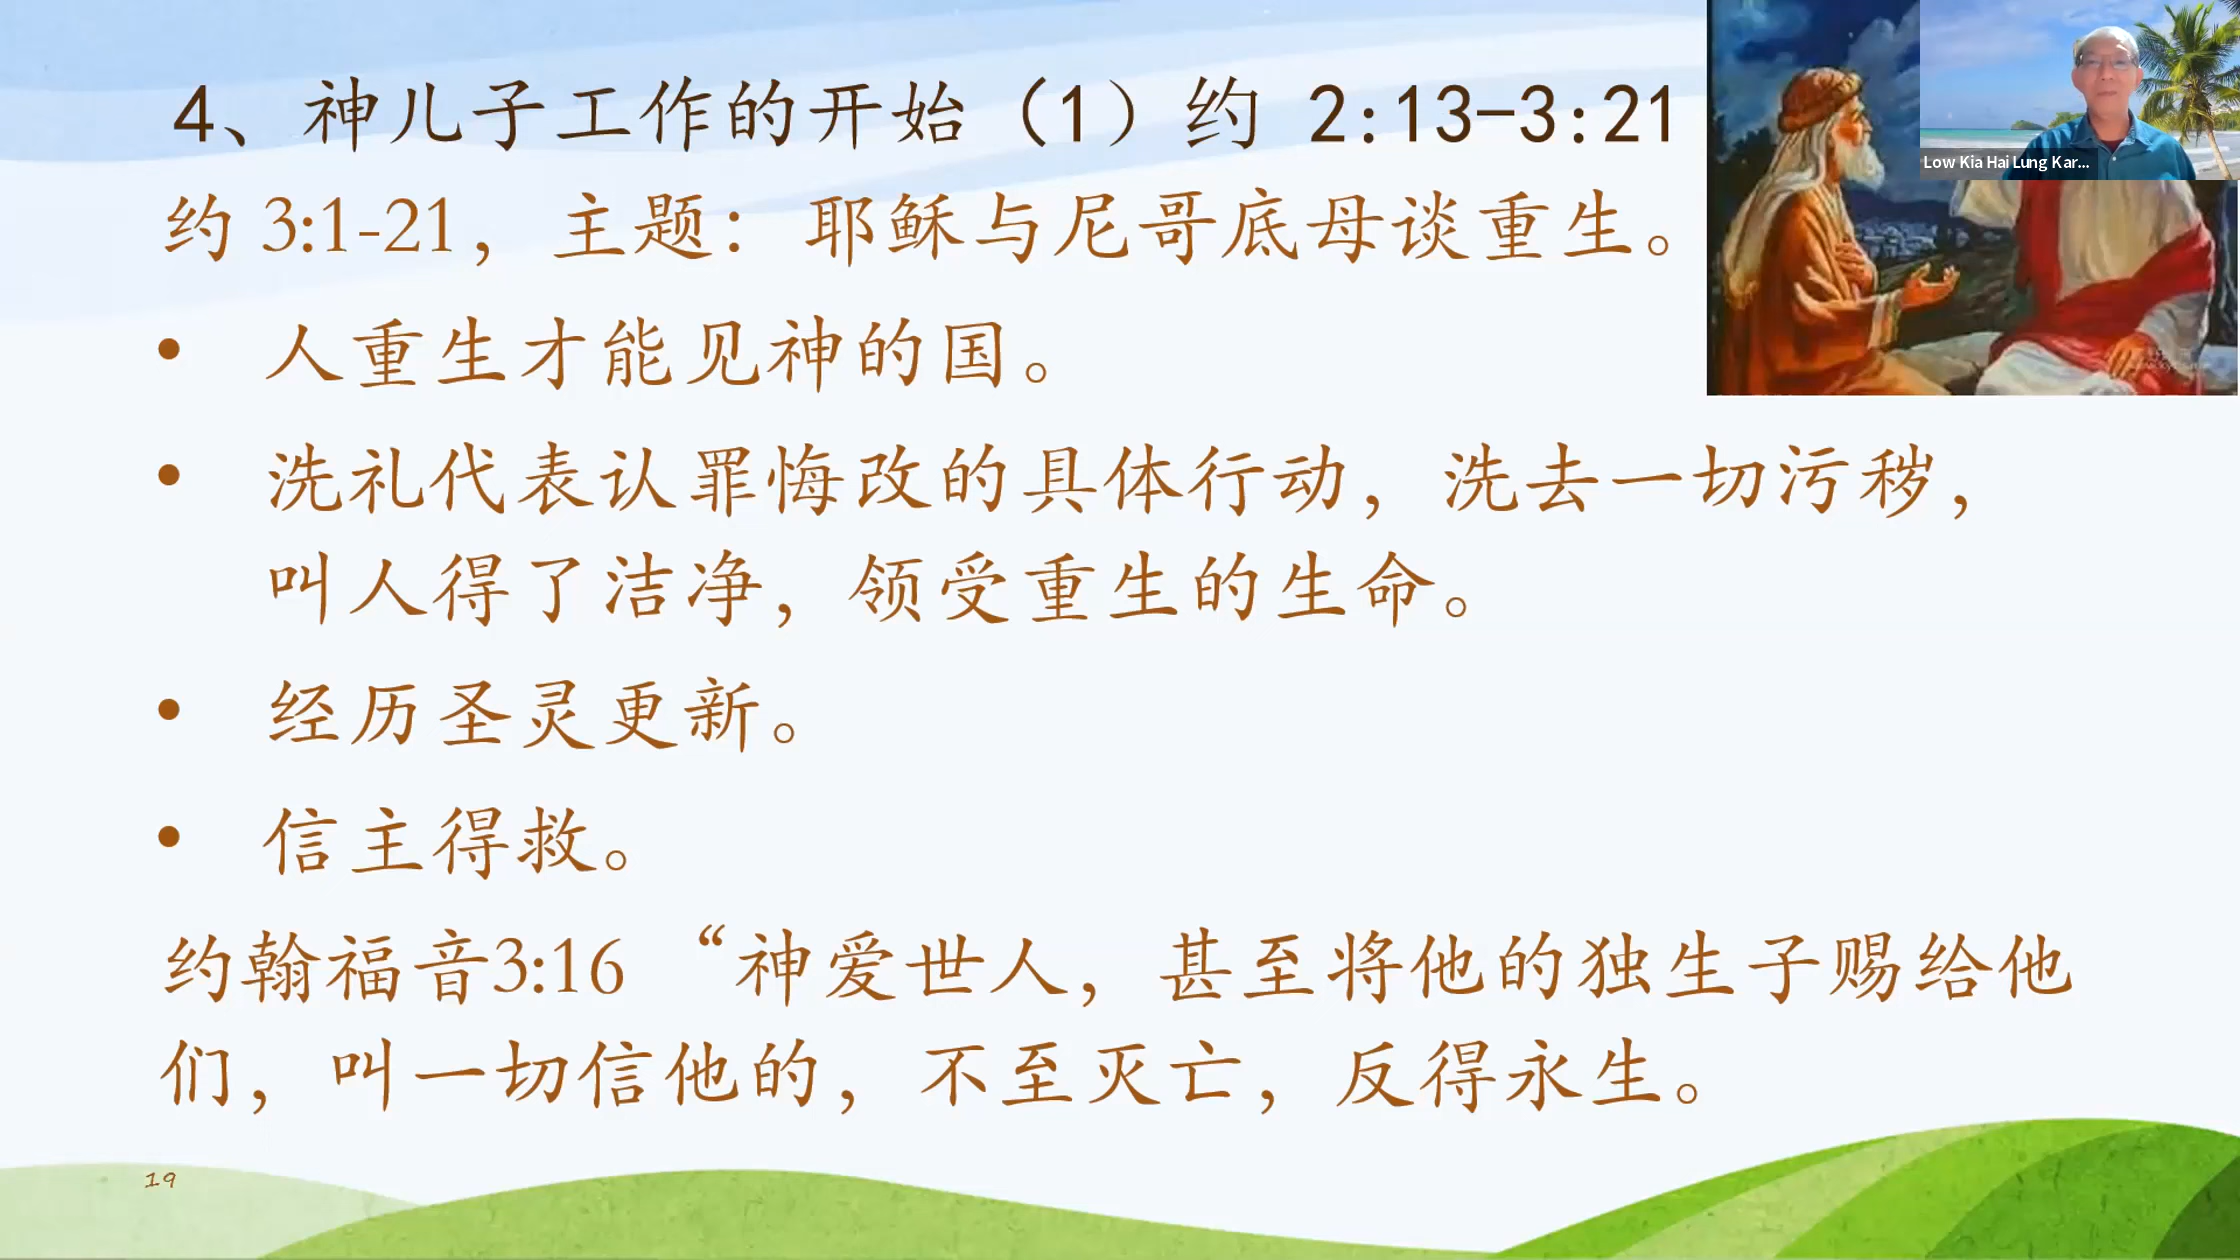 4、神儿子工作的开始（1）约 2:13-3:21
Low Kia Hai Lung Kar...
约 3:1-21，主题：耶稣与尼哥底母谈重生。
• 人重生才能见神的国。
• 洗礼代表认罪悔改的具体行动，洗去一切污秽，
叫人得了洁净，领受重生的生命。
• 经历圣灵更新。
• 信主得救。
约翰福音3:16 “神爱世人，甚至将他的独生子赐给他
们，叫一切信他的，不至灭亡，反得永生。
19